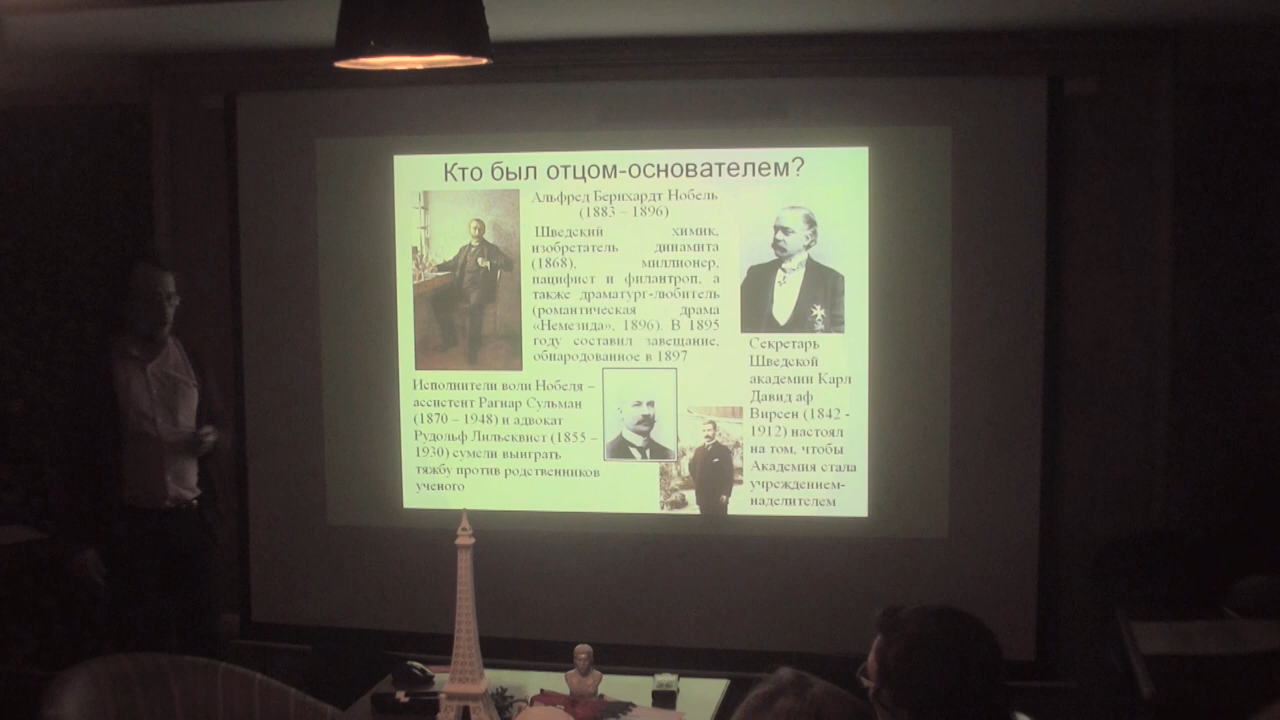 Кто был отцом-основателем?
Альфред Бернхардт Нобель
(1883 – 1896)
Шведский химик,
изобретатель динамита
(1868), миллионер,
пацифист и филантроп, а
также драматург-любитель
(романтическая драма
«Немезида», 1896). В 1895
году составил завещание,
обнародованное в 1897
Исполнители воли Нобеля –
ассистент Рагнар Сульман
(1870 – 1948) и адвокат
Рудольф Лильеквист (1855 –
1930) сумели выиграть
тяжбу против родственников
ученого
Секретарь
Шведской
академии Карл
Давид аф
Вирсен (1842 -
1912) настоял
на том, чтобы
Академия стала
учреждением-
наделителем